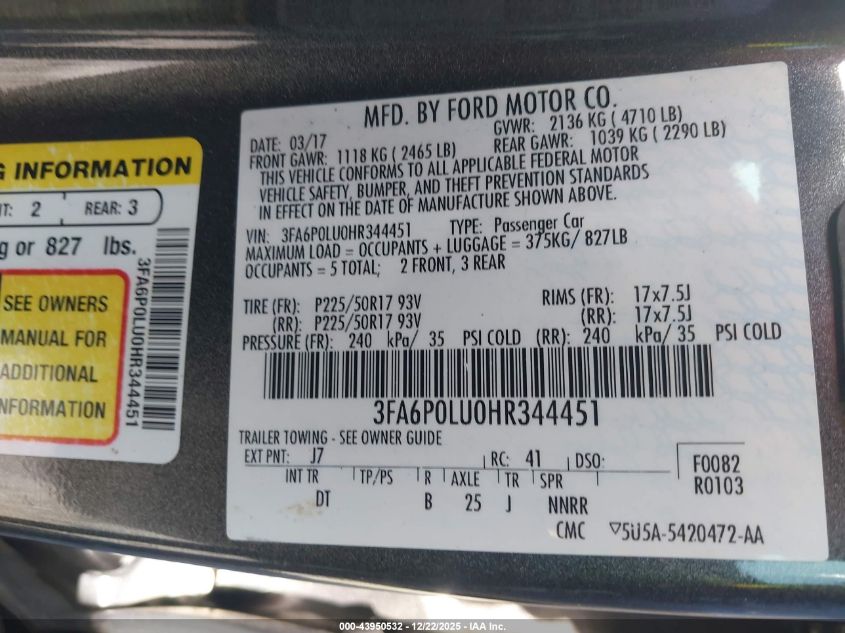 G INFORMATION
NT: 2 REAR: 3
g or 827 lbs.
SEE OWNERS
MANUAL FOR
ADDITIONAL
INFORMATION
3FA6P0LU0HR344451
MFD. BY FORD MOTOR CO.
DATE: 03/17 GVWR: 2136 KG ( 4710 LB)
FRONT GAWR: 1118 KG ( 2465 LB) REAR GAWR: 1039 KG ( 2290 LB)
THIS VEHICLE CONFORMS TO ALL APPLICABLE FEDERAL MOTOR
VEHICLE SAFETY, BUMPER, AND THEFT PREVENTION STANDARDS
IN EFFECT ON THE DATE OF MANUFACTURE SHOWN ABOVE.
VIN: 3FA6P0LU0HR344451 TYPE: Passenger Car
MAXIMUM LOAD = OCCUPANTS + LUGGAGE = 375KG/ 827LB
OCCUPANTS = 5 TOTAL; 2 FRONT, 3 REAR
TIRE (FR): P225/50R17 93V RIMS (FR): 17x7.5J
(RR): P225/50R17 93V (RR): 17x7.5J
PRESSURE (FR): 240 kPa/ 35 PSI COLD (RR): 240 kPa/ 35 PSI COLD
3FA6P0LU0HR344451
TRAILER TOWING - SEE OWNER GUIDE
EXT PNT: J7 RC: 41 DSO: F0082
R0103
INT TR TP/PS R AXLE TR SPR
DT B 25 J NNRR
CMC ▽5U5A-5420472-AA
000-43950532 - 12/22/2025 - IAA Inc.